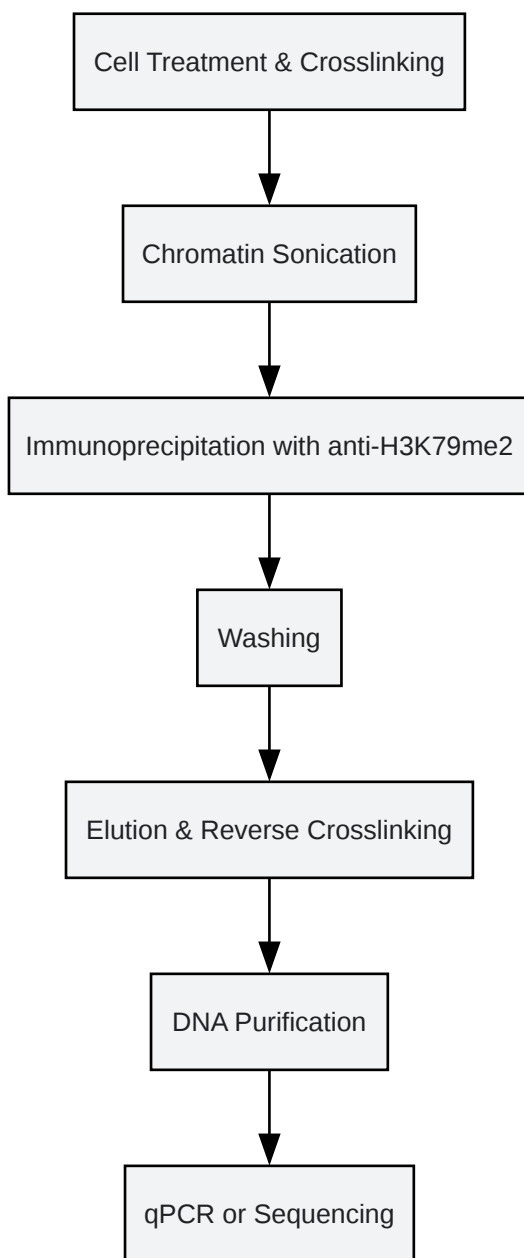 Cell Treatment & Crosslinking
Chromatin Sonication
Immunoprecipitation with anti-H3K79me2
Washing
Elution & Reverse Crosslinking
DNA Purification
qPCR or Sequencing